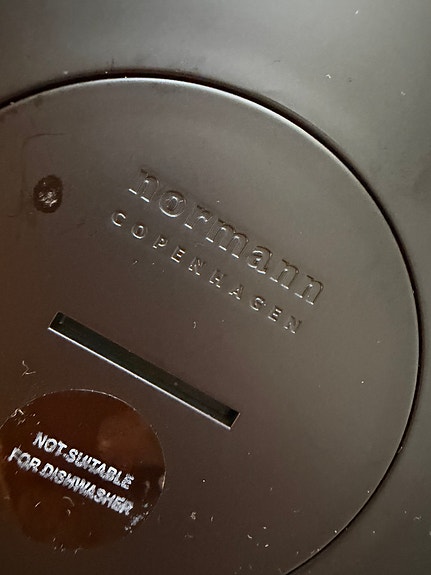 normann
COPENHAGEN
NOT SUITABLE
FOR DISHWASHER